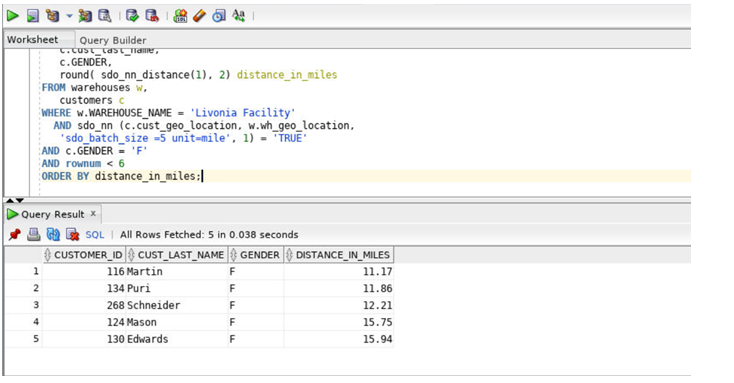 Worksheet Query Builder
c.cust_last_name,
c.GENDER,
round( sdo_nn_distance(1), 2) distance_in_miles
FROM warehouses w,
customers c
WHERE w.WAREHOUSE_NAME = 'Livonia Facility'
AND sdo_nn (c.cust_geo_location, w.wh_geo_location,
'sdo_batch_size =5 unit=mile', 1) = 'TRUE'
AND c.GENDER = 'F'
AND rownum < 6
ORDER BY distance_in_miles;
Query Result x
SQL | All Rows Fetched: 5 in 0.038 seconds
CUSTOMER_ID CUST_LAST_NAME GENDER DISTANCE_IN_MILES
1 116 Martin F 11.17
2 134 Puri F 11.86
3 268 Schneider F 12.21
4 124 Mason F 15.75
5 130 Edwards F 15.94